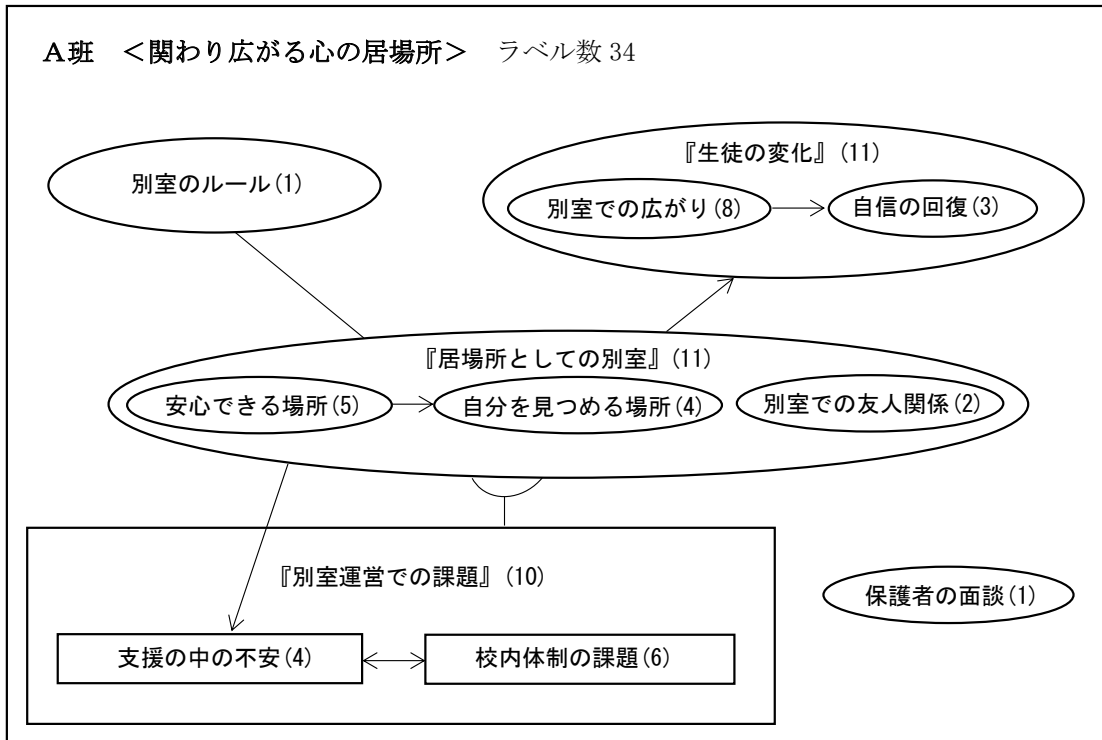 A班 <関わり広がる心の居場所> ラベル数 34
別室のルール(1)
『生徒の変化』(11)
別室での広がり(8)
自信の回復(3)
『居場所としての別室』(11)
安心できる場所(5)
自分を見つめる場所(4)
別室での友人関係(2)
『別室運営での課題』(10)
支援の中の不安(4)
校内体制の課題(6)
保護者の面談(1)